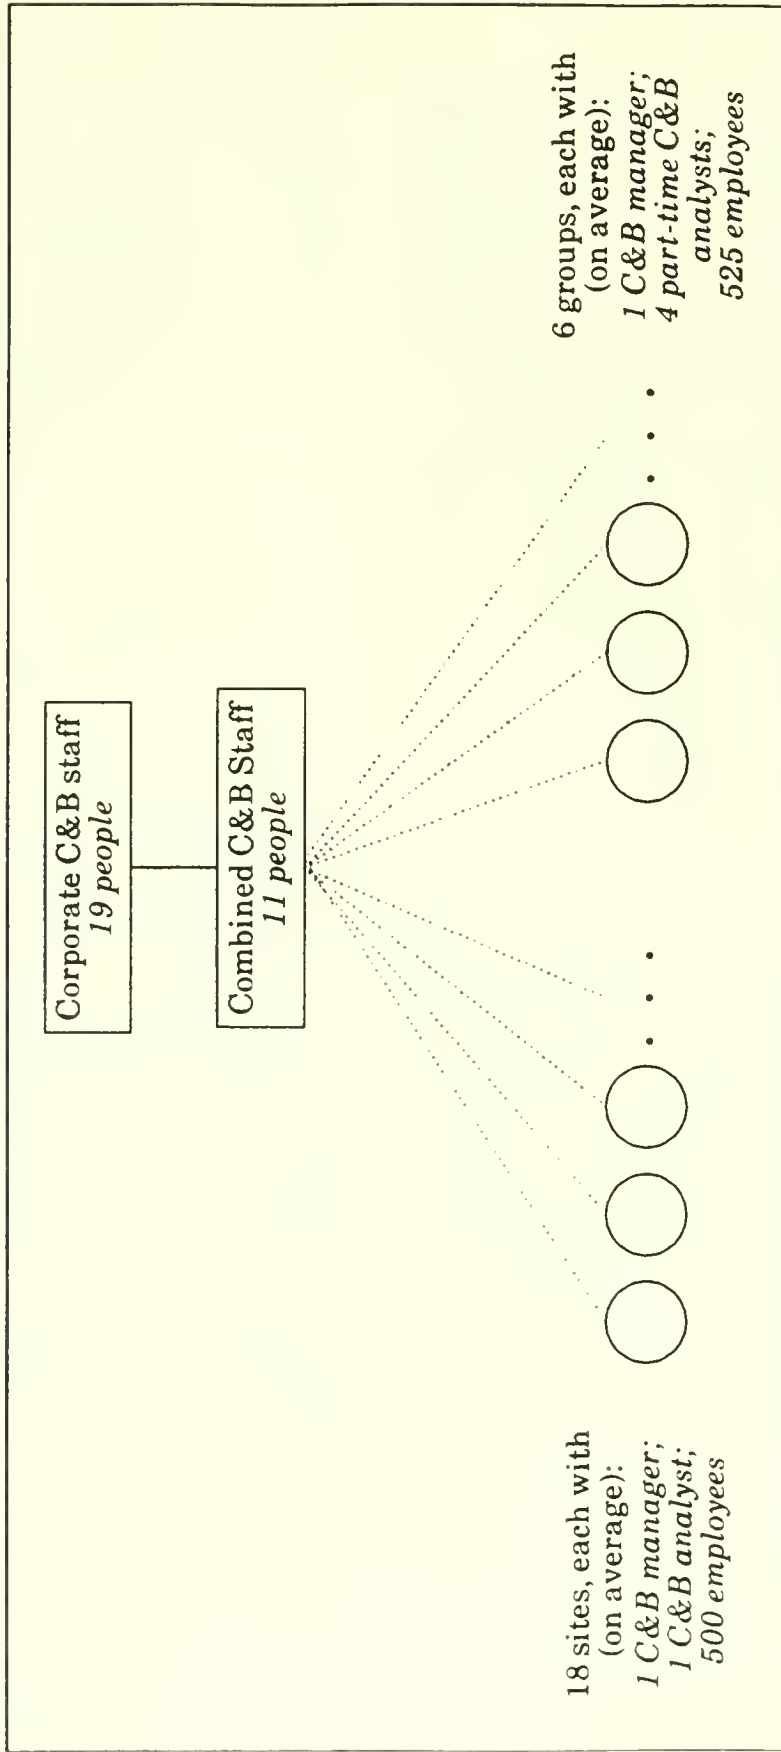 Corporate C&B staff
19 people
Combined C&B Staff
11 people
18 sites, each with
(on average):
1 C&B manager;
1 C&B analyst;
500 employees
6 groups, each with
(on average):
1 C&B manager;
4 part-time C&B
analysts;
525 employees